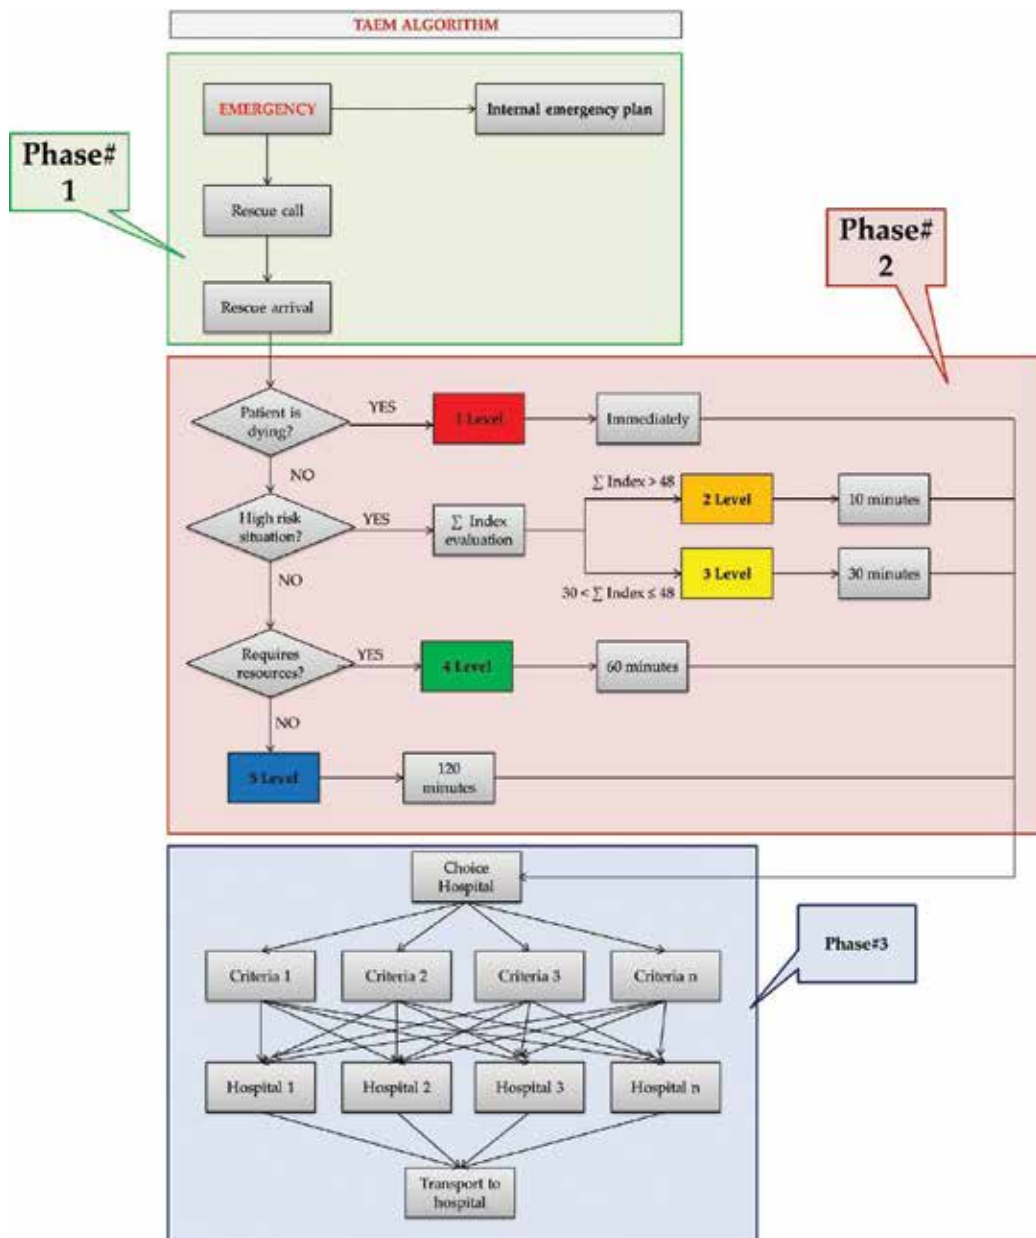 TAEM ALGORITHM
EMERGENCY
Internal emergency plan
Phase#
1
Rescue call
Phase#
2
Rescue arrival
Patient is
dying?
YES
1 Level
Immediately
NO
∑ Index > 48
2 Level
10 minutes
High risk
situation?
YES
∑ Index
evaluation
3 Level
30 minutes
30 < ∑ Index ≤ 48
NO
Requires
resources?
YES
4 Level
60 minutes
NO
5 Level
120
minutes
Choice
Hospital
Phase#3
Criteria 1
Criteria 2
Criteria 3
Criteria n
Hospital 1
Hospital 2
Hospital 3
Hospital n
Transport to
hospital